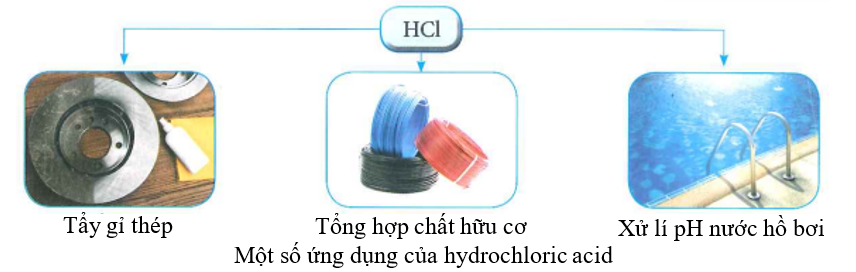 HCl
Tẩy gỉ thép
Tổng hợp chất hữu cơ
Xử lí pH nước hồ bơi
Một số ứng dụng của hydrochloric acid